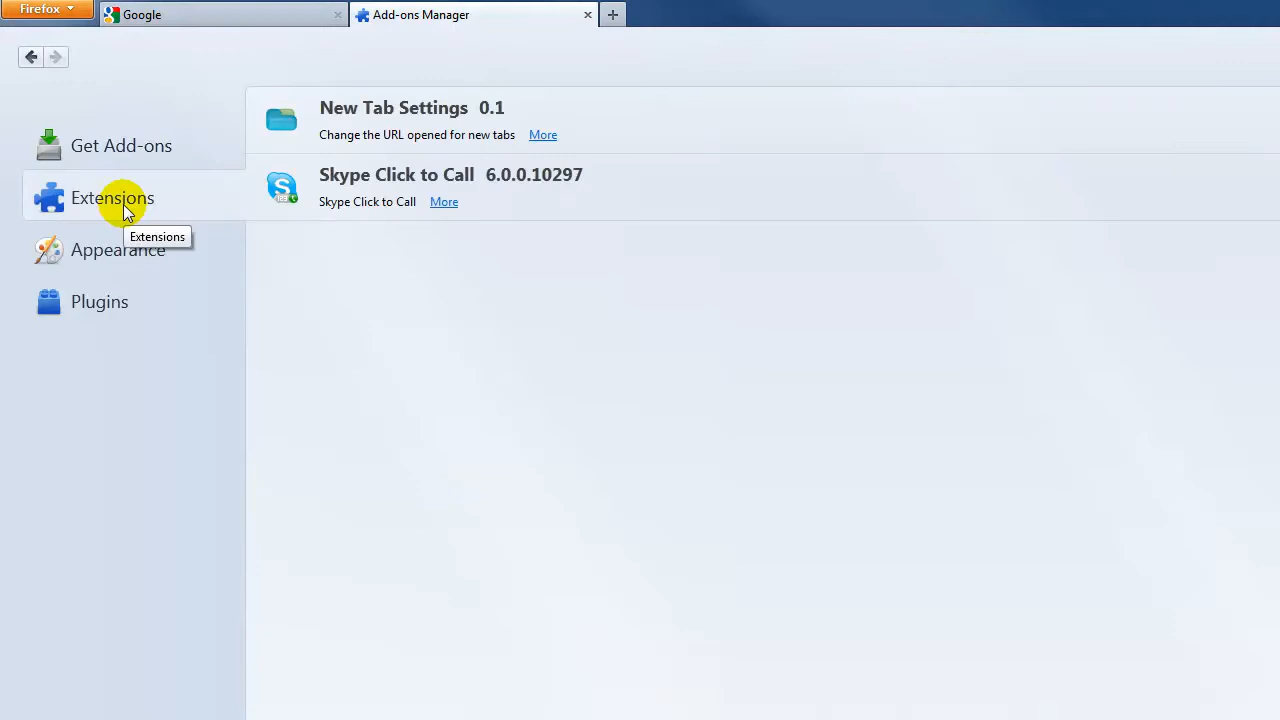 Firefox
Google
Add-ons Manager
New Tab Settings 0.1
Change the URL opened for new tabs More
Get Add-ons
Skype Click to Call 6.0.0.10297
Skype Click to Call More
Extensions
Extensions
Appearance
Plugins